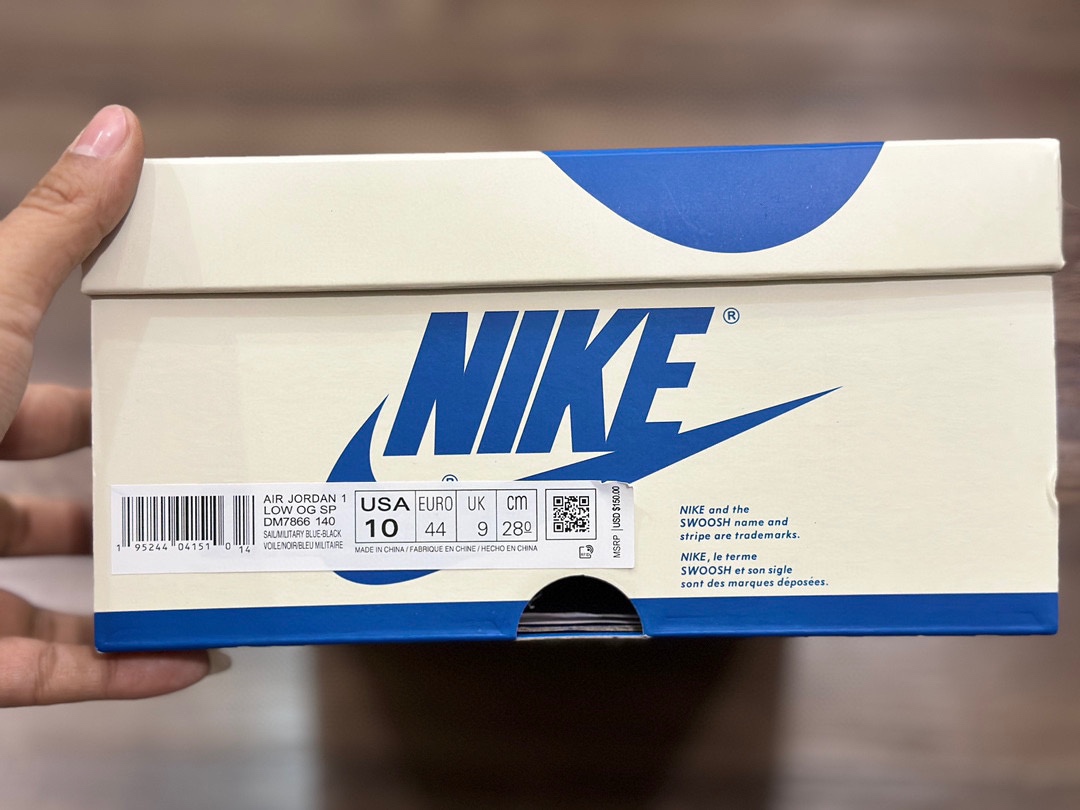 NIKE®
®
AIR JORDAN 1
LOW OG SP
DM7866 140
SAIL/MILITARY BLUE-BLACK
VOILE/NOIR/BLEU MILITAIRE
1 95244 04151 0 14
USA EURO UK CM
10 44 9 280
MADE IN CHINA / FABRIQUE EN CHINE / HECHO EN CHINA
MSRP USD $150.00
NIKE and the
SWOOSH name and
stripe are trademarks.
NIKE, le terme
SWOOSH et son sigle
sont des marques déposées.